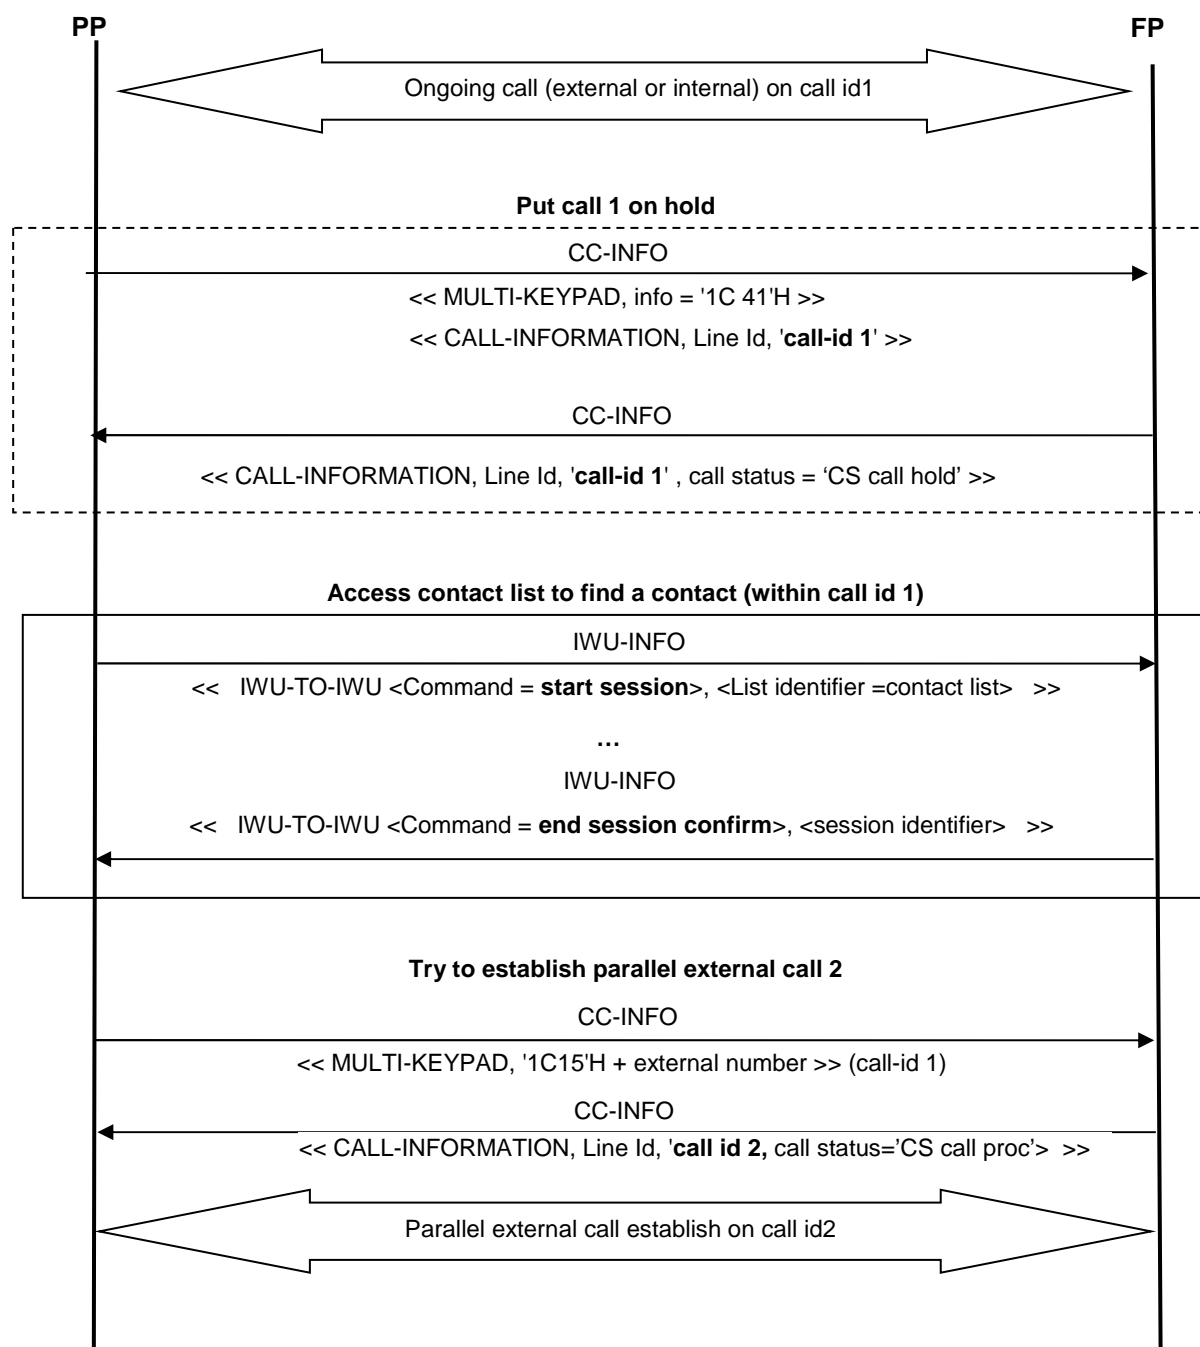 PP
FP
Ongoing call (external or internal) on call id1
Put call 1 on hold
CC-INFO
<< MULTI-KEYPAD, info = '1C 41'H >>
<< CALL-INFORMATION, Line Id, 'call-id 1' >>
CC-INFO
<< CALL-INFORMATION, Line Id, 'call-id 1' , call status = ‘CS call hold’ >>
Access contact list to find a contact (within call id 1)
IWU-INFO
<< IWU-TO-IWU <Command = start session>, <List identifier =contact list> >>
...
IWU-INFO
<< IWU-TO-IWU <Command = end session confirm>, <session identifier> >>
Try to establish parallel external call 2
CC-INFO
<< MULTI-KEYPAD, '1C15'H + external number >> (call-id 1)
CC-INFO
<< CALL-INFORMATION, Line Id, 'call id 2, call status=’CS call proc’> >>
Parallel external call establish on call id2